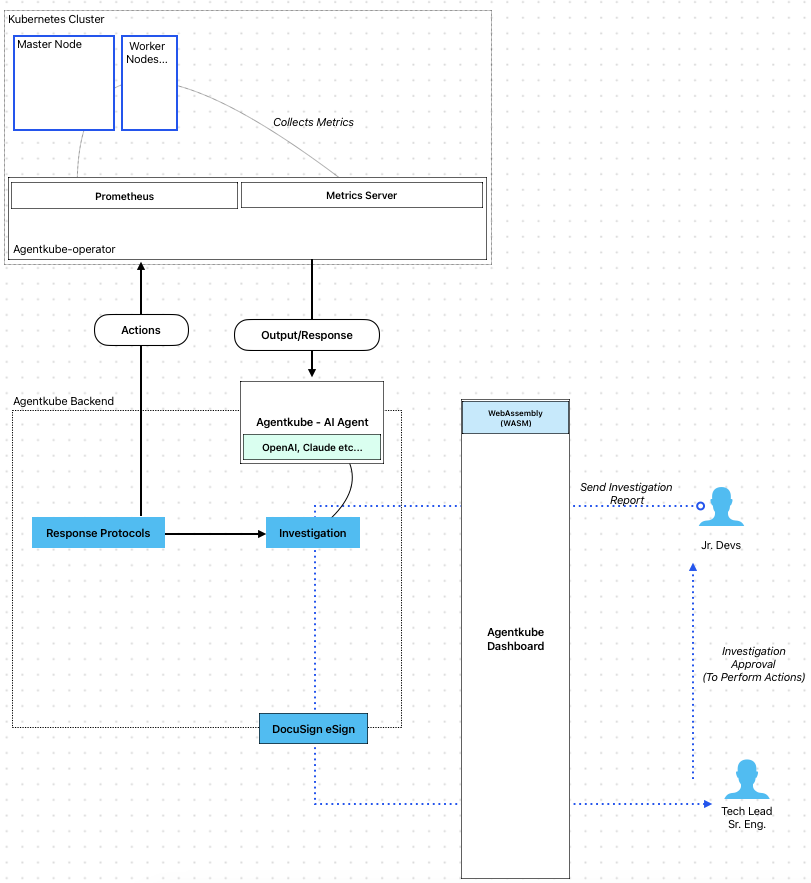 Kubernetes Cluster
Master Node
Worker
Nodes...
Collects Metrics
Prometheus
Metrics Server
Agentkube-operator
Actions
Output/Response
Agentkube Backend
Agentkube - AI Agent
OpenAI, Claude etc...
WebAssembly
(WASM)
Send Investigation
Report
Response Protocols
Investigation
Jr. Devs
Agentkube
Dashboard
Investigation
Approval
(To Perform Actions)
DocuSign eSign
Tech Lead
Sr. Eng.